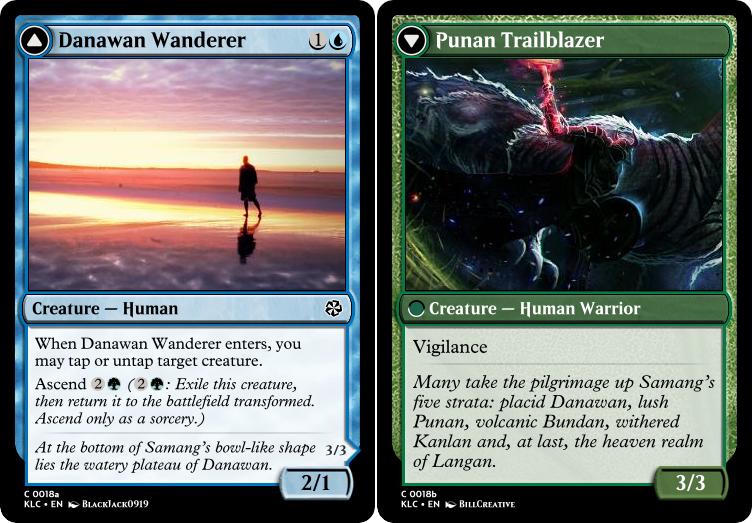 Danawan Wanderer 1
Creature — Human
When Danawan Wanderer enters, you
may tap or untap target creature.
Ascend 2 (2: Exile this creature,
then return it to the battlefield transformed.
Ascend only as a sorcery.)
At the bottom of Samang's bowl-like shape
lies the watery plateau of Danawan.
3/3
2/1
C 0018a
KLC • EN BlackJack0919
Punan Trailblazer
Creature — Human Warrior
Vigilance
Many take the pilgrimage up Samang's
five strata: placid Danawan, lush
Punan, volcanic Bundan, withered
Kanlan and, at last, the heaven realm
of Langan.
3/3
C 0018b
KLC • EN BillCreative